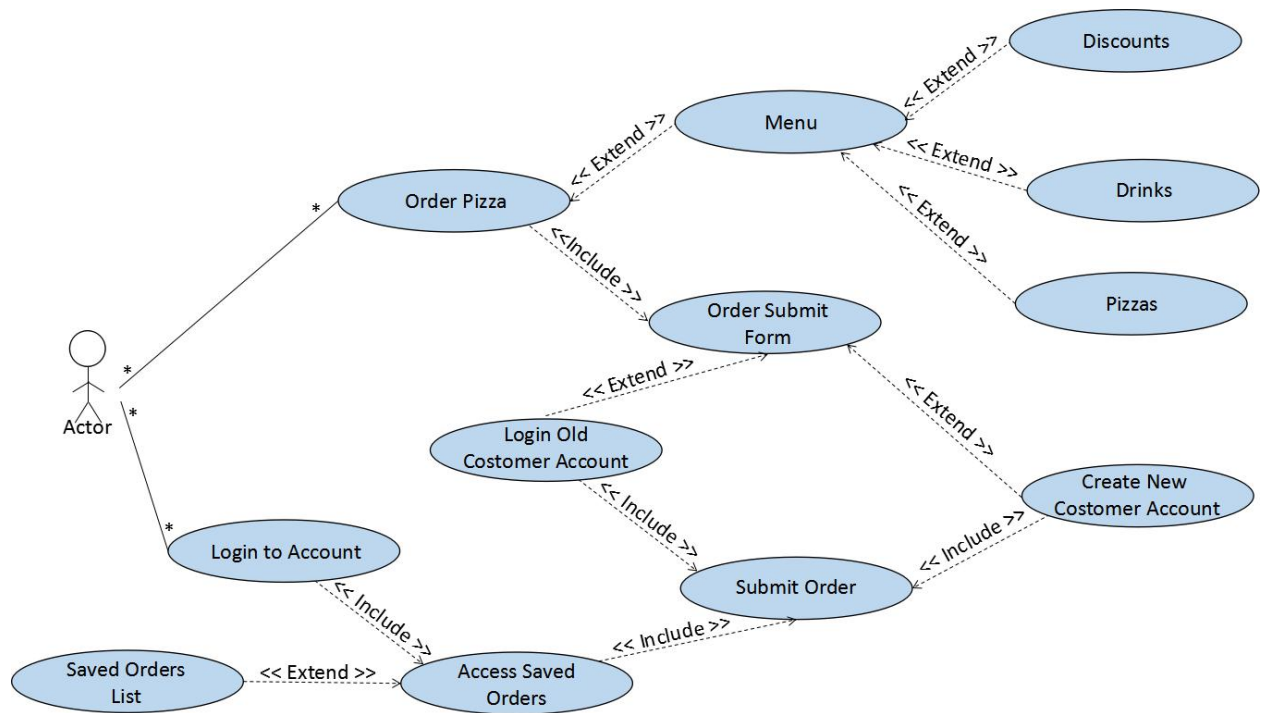 Discounts
<< Extend >>
Menu
<< Extend >>
<< Extend >>
Drinks
Order Pizza
*
<< Extend >>
<<Include >>
Pizzas
Order Submit
Form
*
<< Extend >>
<< Extend >>
*
Actor
Login Old
Costomer Account
Create New
Costomer Account
<< Include >>
*
<< Include >>
Login to Account
Submit Order
<< Include >>
<< Include >>
Saved Orders
List
<< Extend >>
Access Saved
Orders